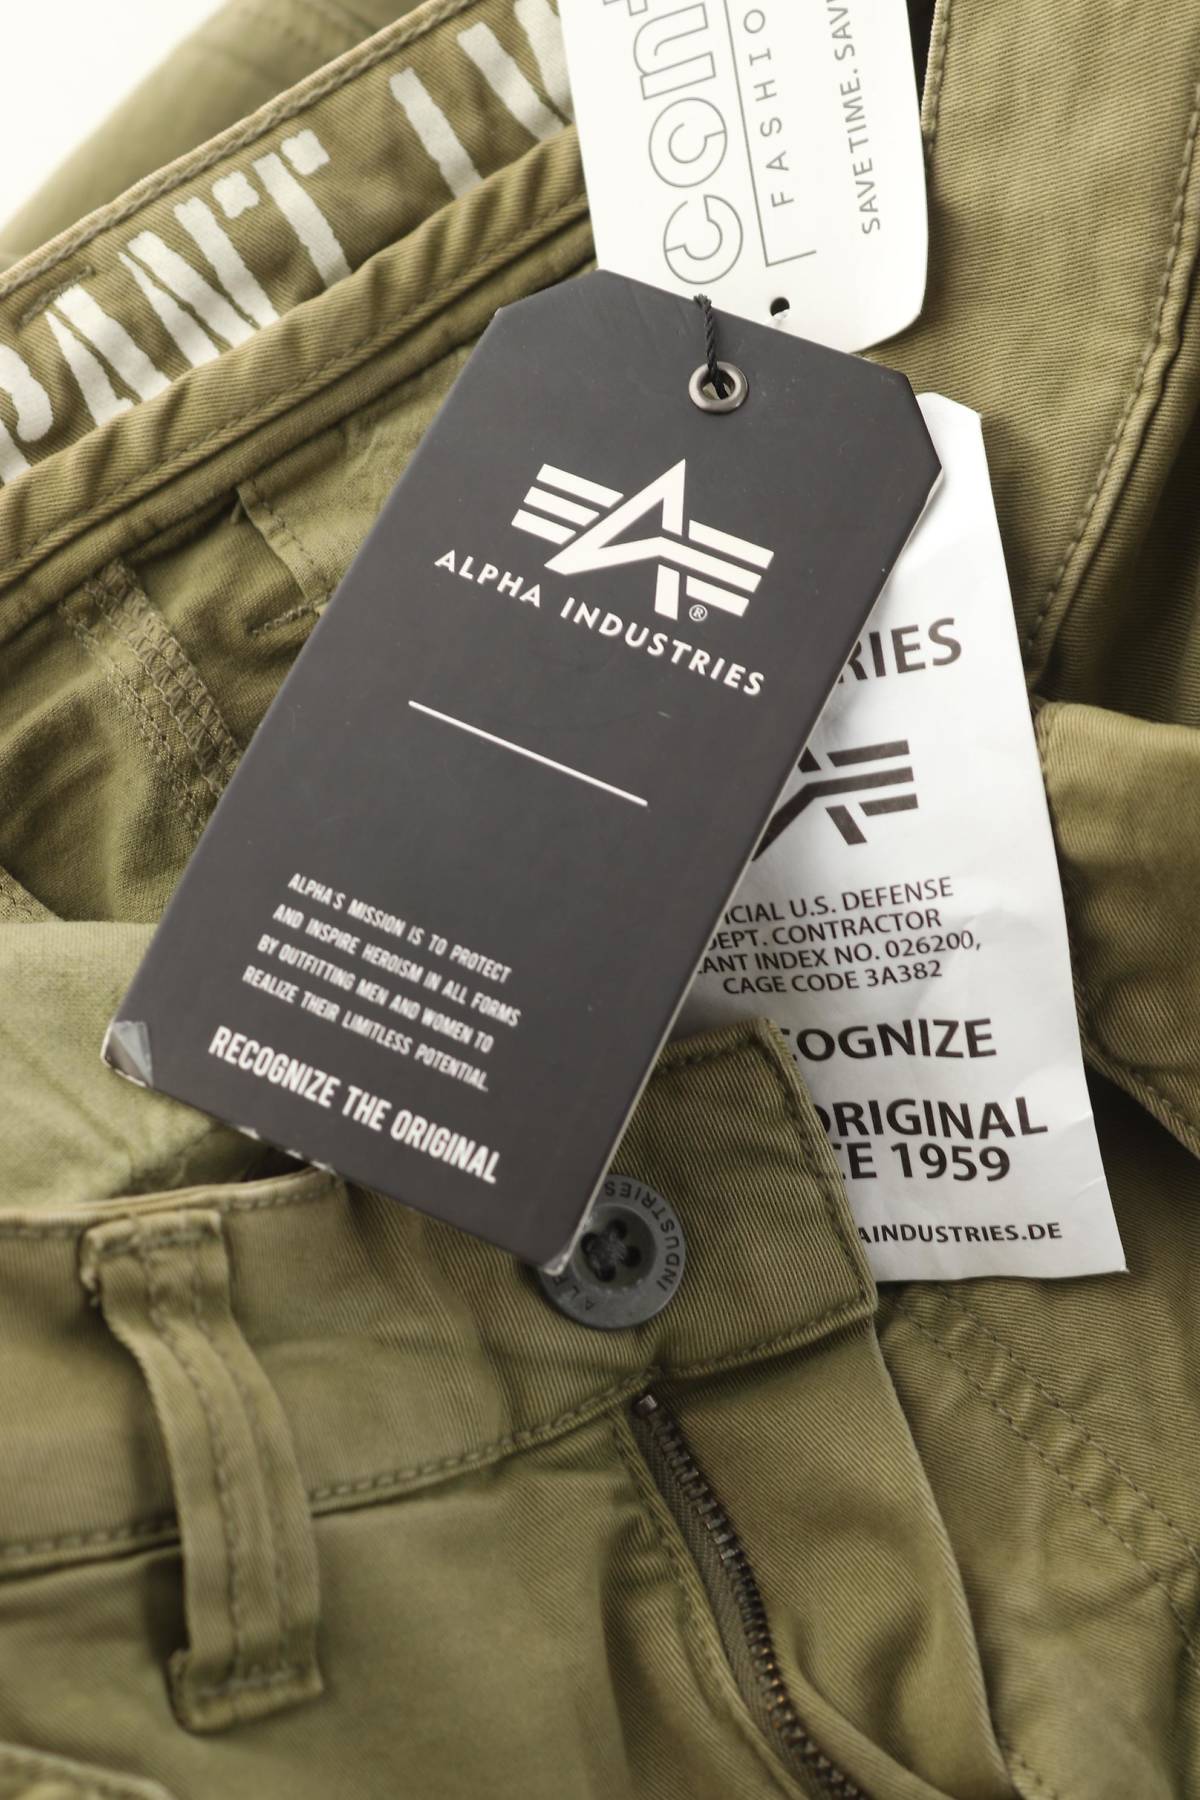 FASHIO
SAVE TIME. SAV
ALPHA INDUSTRIES
ALPHA'S MISSION IS TO PROTECT
AND INSPIRE HEROISM IN ALL FORMS
BY OUTFITTING MEN AND WOMEN TO
REALIZE THEIR LIMITLESS POTENTIAL.
RECOGNIZE THE ORIGINAL
RIES
CIAL U.S. DEFENSE
DEPT. CONTRACTOR
ANT INDEX NO. 026200,
CAGE CODE 3A382
COGNIZE
ORIGINAL
CE 1959
AINDUSTRIES.DE
INDUSTRIES